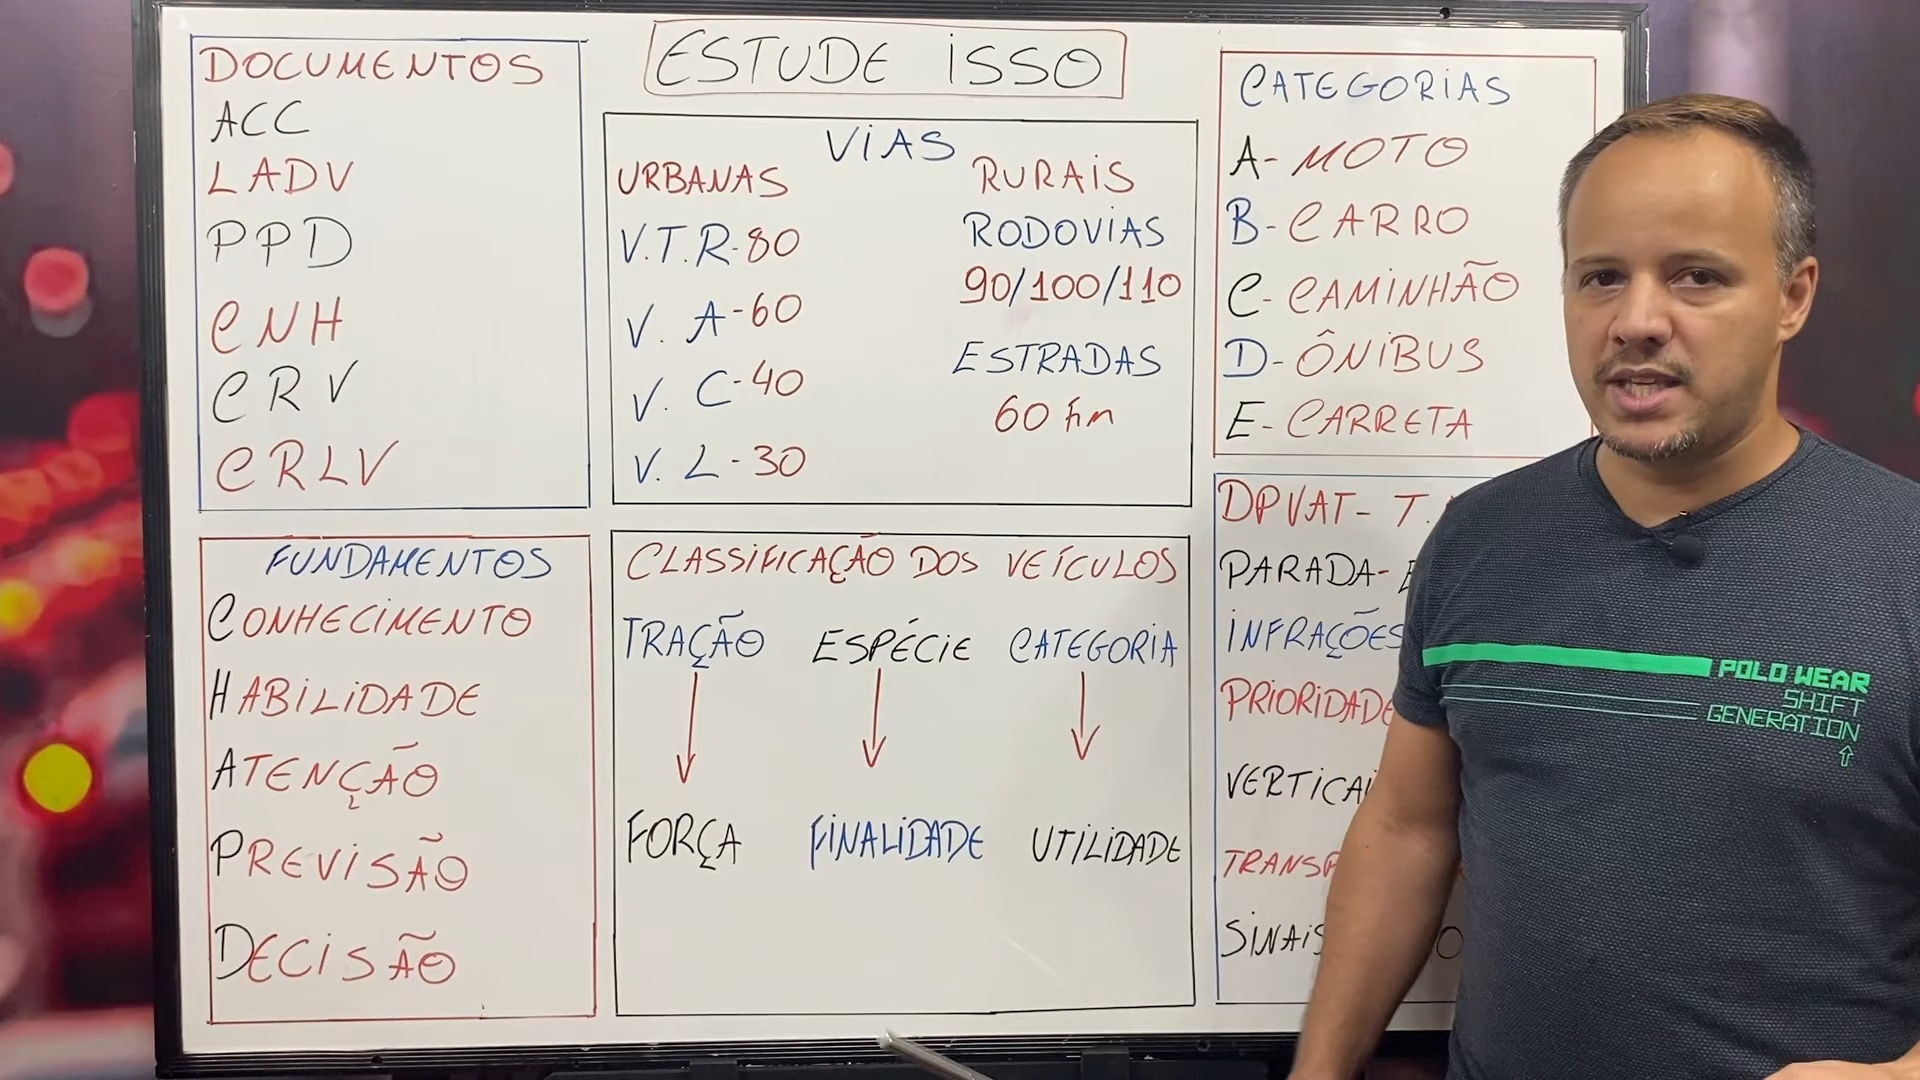 ESTUDE ISSO
DOCUMENTOS
ACC
LADV
PPD
CNH
CRV
CRLV
VIAS
URBANAS
V.T.R-80
V. A-60
V. C-40
V. L-30
RURAIS
RODOVIAS
90/100/110
ESTRADAS
60 km
CATEGORIAS
A-MOTO
B-CARRO
C-CAMINHÃO
D-ÔNIBUS
E-CARRETA
FUNDAMENTOS
CONHECIMENTO
HABILIDADE
ATENÇÃO
PREVISÃO
DECISÃO
CLASSIFICAÇÃO DOS VEÍCULOS
TRAÇÃO ESPÉCIE CATEGORIA
FORÇA FINALIDADE UTILIDADE
DPVAT- T.
PARADA-
INFRAÇÕES
PRIORIDADE
SINAIS
POLO WEAR
SHIFT
GENERATION